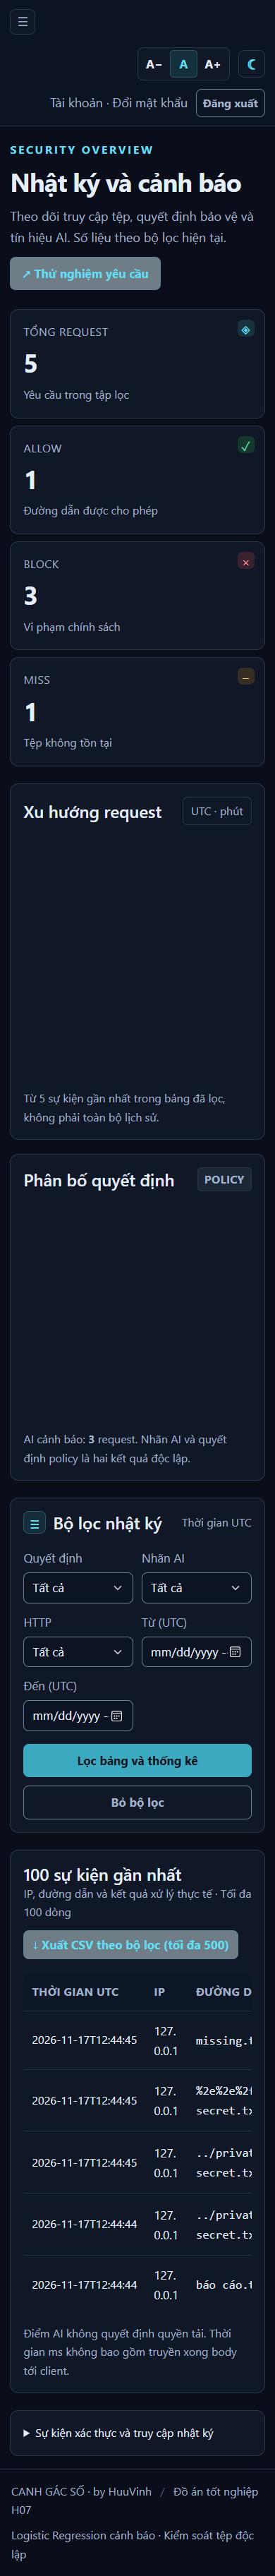 ☰
A− A A+ ☾
Tài khoản · Đổi mật khẩu Đăng xuất
SECURITY OVERVIEW
Nhật ký và cảnh báo
Theo dõi truy cập tệp, quyết định bảo vệ và
tín hiệu AI. Số liệu theo bộ lọc hiện tại.
↗ Thử nghiệm yêu cầu
TỔNG REQUEST
5
Yêu cầu trong tập lọc
ALLOW
1
Đường dẫn được cho phép
BLOCK
3
Vi phạm chính sách
MISS
1
Tệp không tồn tại
Xu hướng request UTC · phút
Từ 5 sự kiện gần nhất trong bảng đã lọc,
không phải toàn bộ lịch sử.
Phân bố quyết định POLICY
AI cảnh báo: 3 request. Nhãn AI và quyết
định policy là hai kết quả độc lập.
Bộ lọc nhật ký Thời gian UTC
Quyết định Nhãn AI
Tất cả Tất cả
HTTP Từ (UTC)
Tất cả mm/dd/yyyy -
Đến (UTC)
mm/dd/yyyy -
Lọc bảng và thống kê
Bỏ bộ lọc
100 sự kiện gần nhất
IP, đường dẫn và kết quả xử lý thực tế · Tối đa
100 dòng
↓ Xuất CSV theo bộ lọc (tối đa 500)
THỜI GIAN UTC IP ĐƯỜNG D
2026-11-17T12:44:45 127.0.0.1 missing.t
2026-11-17T12:44:45 127.0.0.1 %2e%2e%2f
secret.tx
2026-11-17T12:44:45 127.0.0.1 ../privat
secret.tx
2026-11-17T12:44:44 127.0.0.1 ../privat
secret.tx
2026-11-17T12:44:44 127.0.0.1 báo cáo.t
Điểm AI không quyết định quyền tải. Thời
gian ms không bao gồm truyền xong body
tới client.
▶ Sự kiện xác thực và truy cập nhật ký
CANH GÁC SỐ · by HuuVinh / Đồ án tốt nghiệp
H07
Logistic Regression cảnh báo · Kiểm soát tệp độc
lập